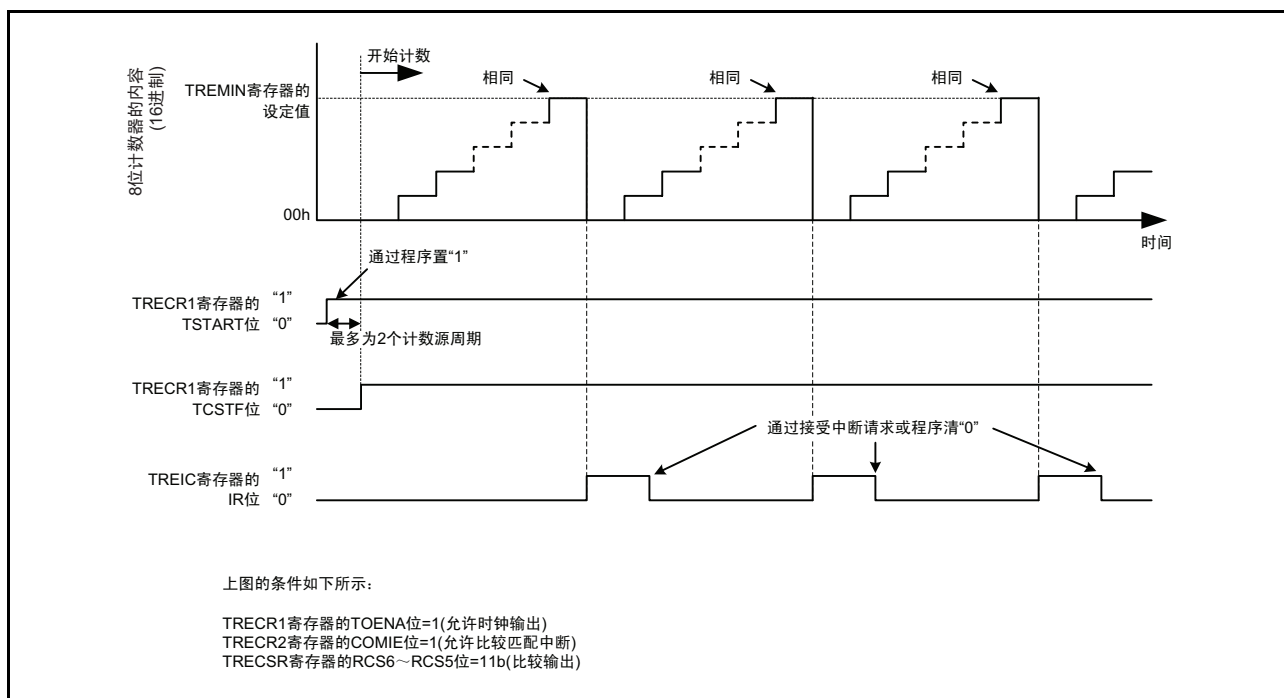 8位计数器的内容
(16进制)
开始计数
TREMIN寄存器的
设定值
相同
相同
相同
00h
时间
通过程序置“1”
TRECR1寄存器的 “1”
TSTART位 “0”
最多为2个计数源周期
TRECR1寄存器的 “1”
TCSTF位 “0”
通过接受中断请求或程序清“0”
TREIC寄存器的 “1”
IR位 “0”
上图的条件如下所示：
TRECR1寄存器的TOENA位=1(允许时钟输出)
TRECR2寄存器的COMIE位=1(允许比较匹配中断)
TRECSR寄存器的RCS6～RCS5位=11b(比较输出)